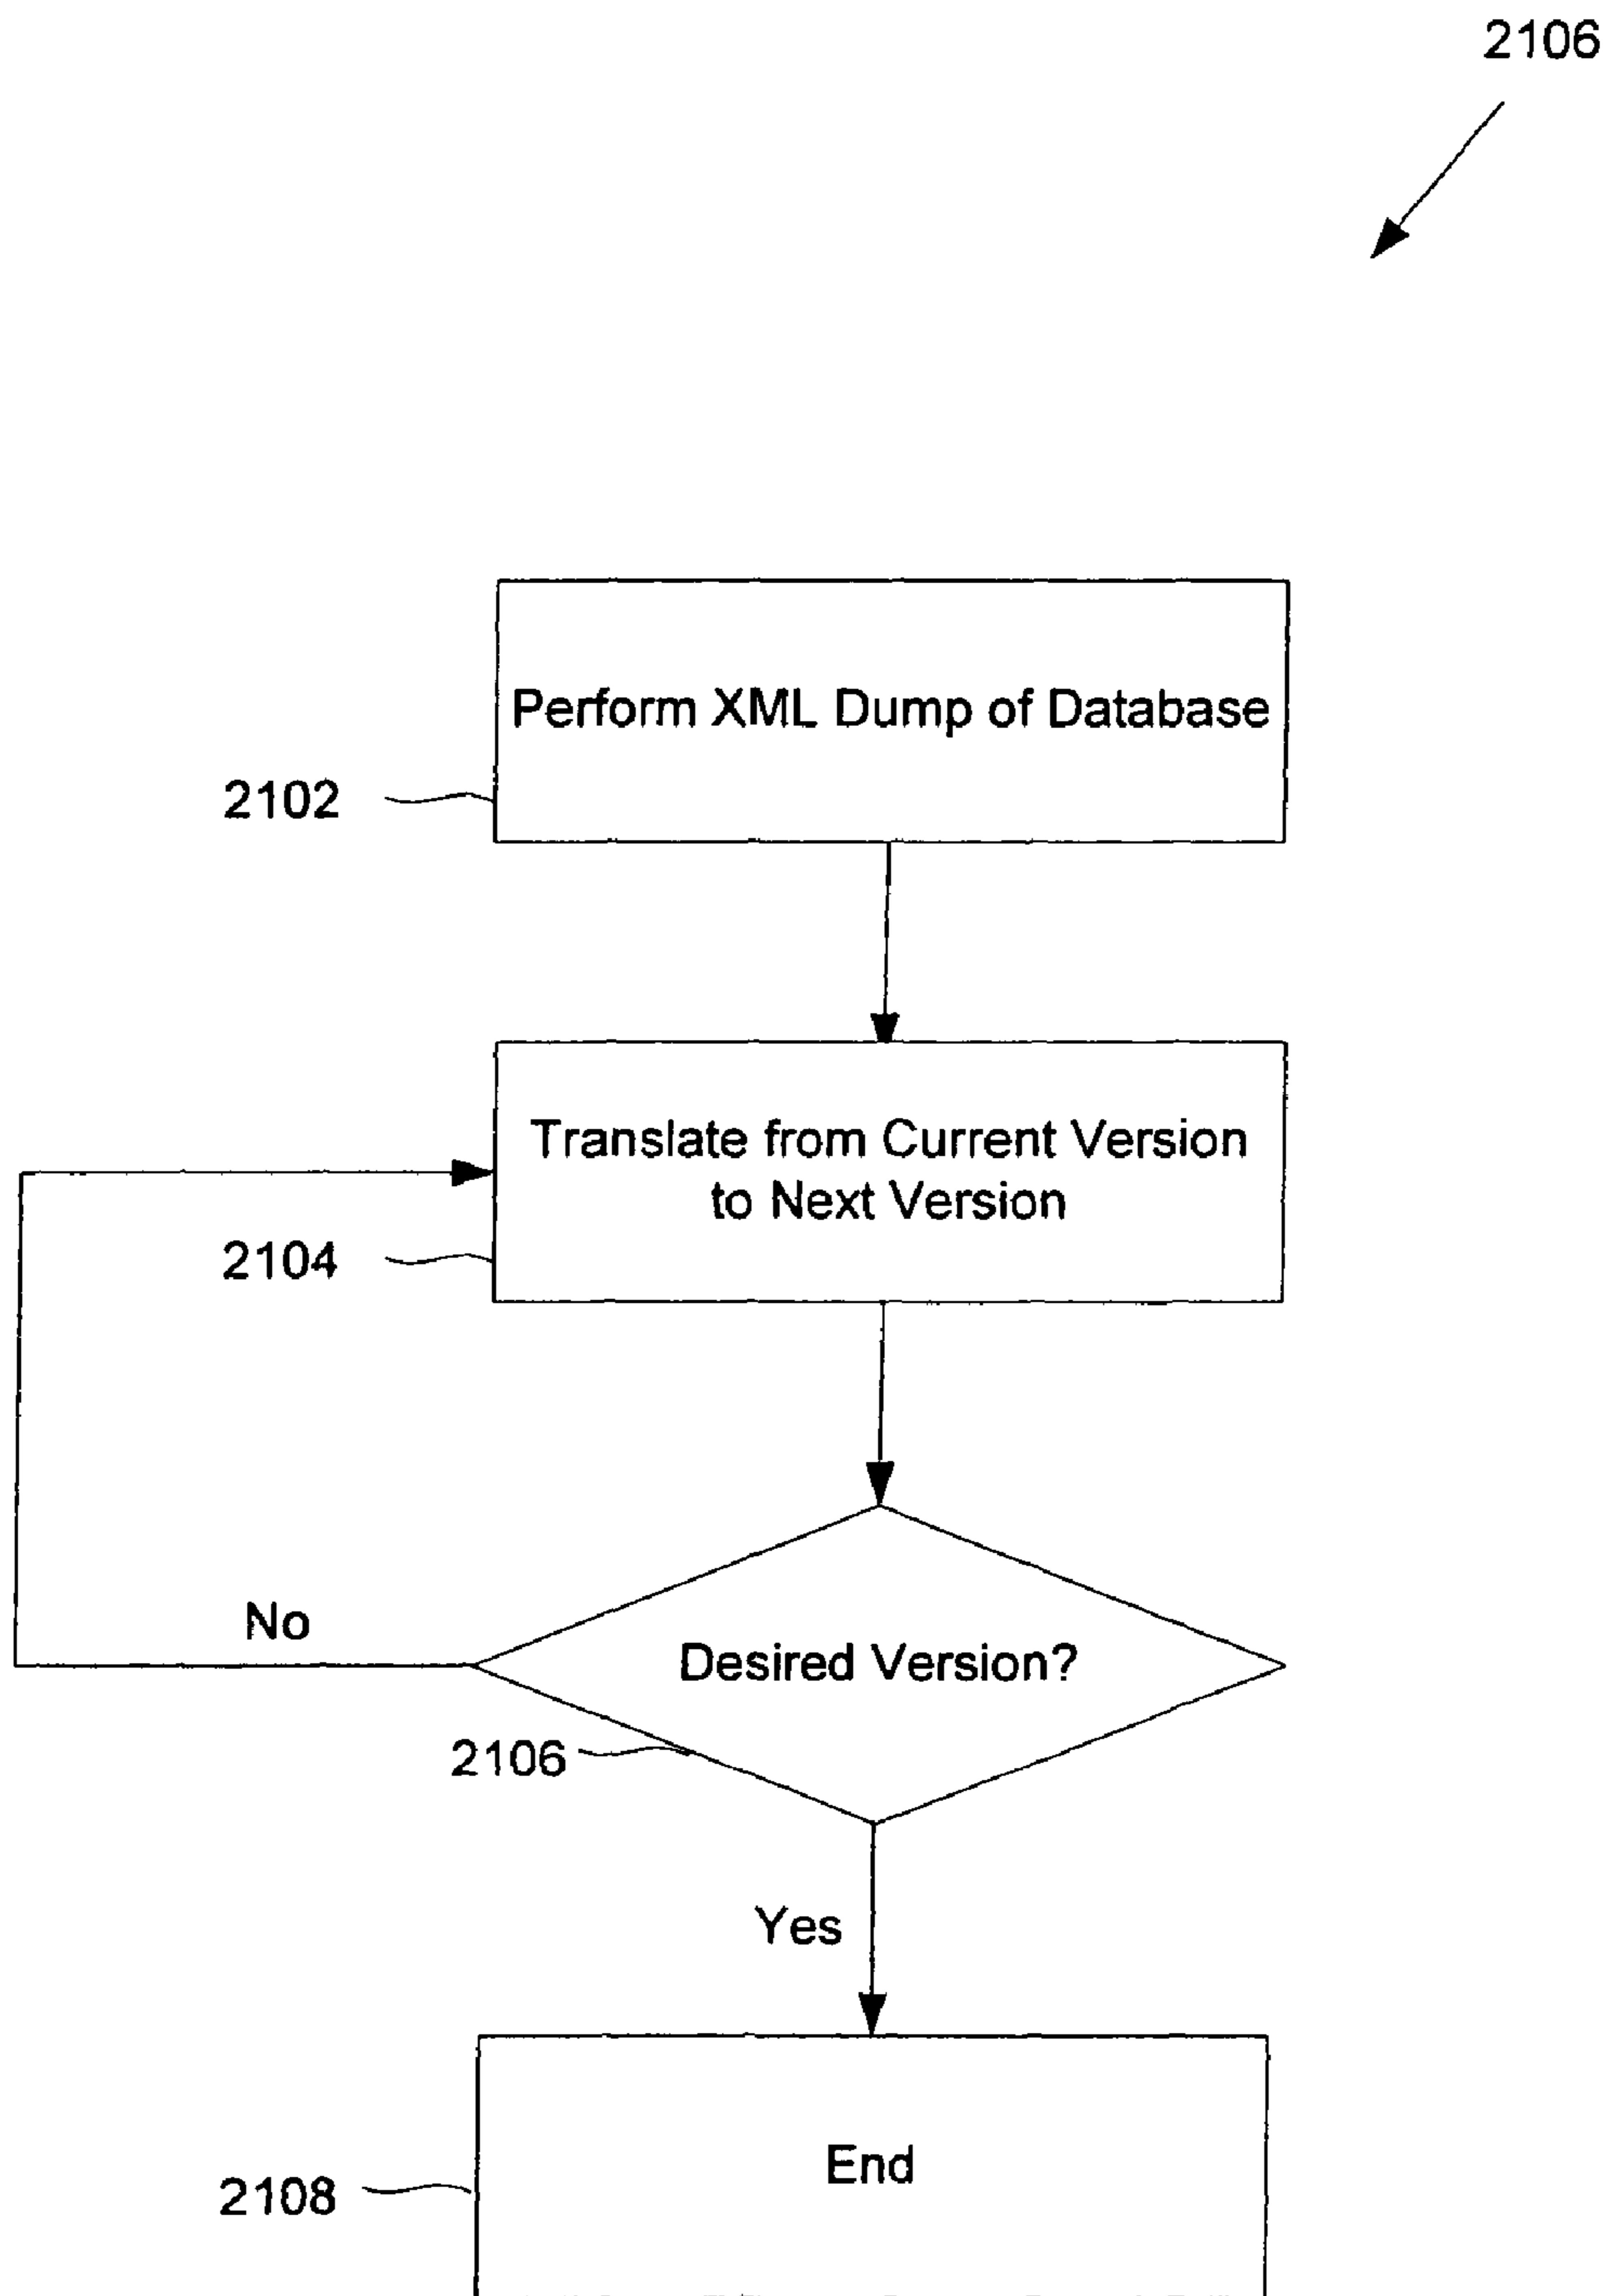 2106
Perform XML Dump of Database
2102
Translate from Current Version
to Next Version
2104
No
Desired Version?
2106
Yes
End
2108